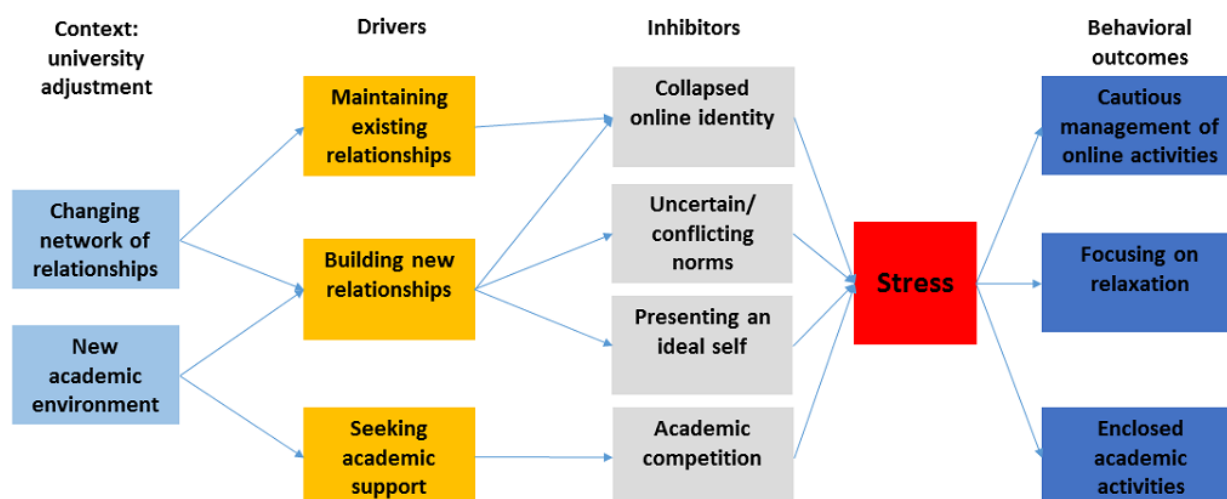 Context:
university
adjustment
Drivers
Inhibitors
Behavioral
outcomes
Changing
network of
relationships
New
academic
environment
Maintaining
existing
relationships
Building new
relationships
Seeking
academic
support
Collapsed
online identity
Uncertain/
conflicting
norms
Presenting an
ideal self
Academic
competition
Stress
Cautious
management of
online activities
Focusing on
relaxation
Enclosed
academic
activities